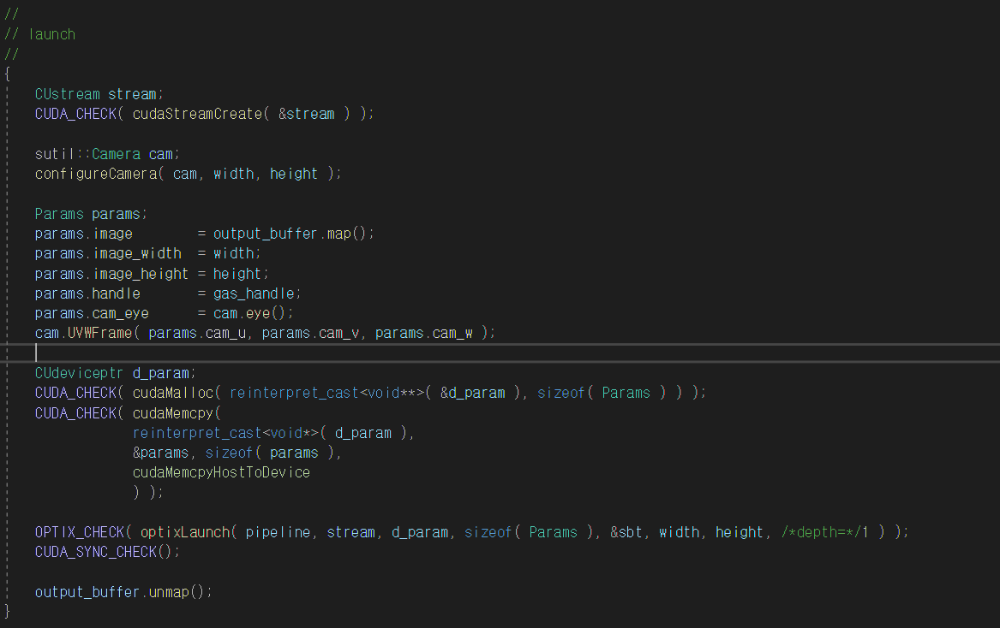 //
// launch
//
{
    CUstream stream;
    CUDA_CHECK( cudaStreamCreate( &stream ) );

    sutil::Camera cam;
    configureCamera( cam, width, height );

    Params params;
    params.image        = output_buffer.map();
    params.image_width  = width;
    params.image_height = height;
    params.handle       = gas_handle;
    params.cam_eye      = cam.eye();
    cam.UVWFrame( params.cam_u, params.cam_v, params.cam_w );

    CUdeviceptr d_param;
    CUDA_CHECK( cudaMalloc( reinterpret_cast<void**>( &d_param ), sizeof( Params ) ) );
    CUDA_CHECK( cudaMemcpy(
                reinterpret_cast<void*>( d_param ),
                &params, sizeof( params ),
                cudaMemcpyHostToDevice
                ) );

    OPTIX_CHECK( optixLaunch( pipeline, stream, d_param, sizeof( Params ), &sbt, width, height, /*depth=*/1 ) );
    CUDA_SYNC_CHECK();

    output_buffer.unmap();
}